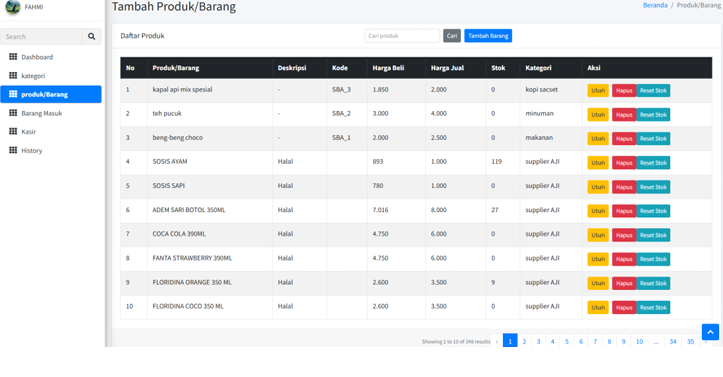 FAHMI
Search
Dashboard
kategori
produk/Barang
Barang Masuk
Kasir
History
Tambah Produk/Barang
Beranda / Produk/Barang
Daftar Produk
Cari produk Cari Tambah Barang
No Produk/Barang Deskripsi Kode Harga Beli Harga Jual Stok Kategori Aksi
1 kapal api mix spesial - SBA_3 1.850 2.000 0 kopi sacset Ubah Hapus Reset Stok
2 teh pucuk - SBA_2 3.000 4.000 0 minuman Ubah Hapus Reset Stok
3 beng-beng choco - SBA_1 2.000 2.500 0 makanan Ubah Hapus Reset Stok
4 SOSIS AYAM Halal 893 1.000 119 supplier AJI Ubah Hapus Reset Stok
5 SOSIS SAPI Halal 780 1.000 0 supplier AJI Ubah Hapus Reset Stok
6 ADEM SARI BOTOL 350ML Halal 7.016 8.000 27 supplier AJI Ubah Hapus Reset Stok
7 COCA COLA 390ML Halal 4.750 6.000 0 supplier AJI Ubah Hapus Reset Stok
8 FANTA STRAWBERRY 390ML Halal 4.750 6.000 0 supplier AJI Ubah Hapus Reset Stok
9 FLORIDINA ORANGE 350 ML Halal 2.600 3.500 9 supplier AJI Ubah Hapus Reset Stok
10 FLORIDINA COCO 350 ML Halal 2.600 3.500 0 supplier AJI Ubah Hapus Reset Stok
Showing 1 to 10 of 348 results ‹ 1 2 3 4 5 6 7 8 9 10 ... 34 35 ›